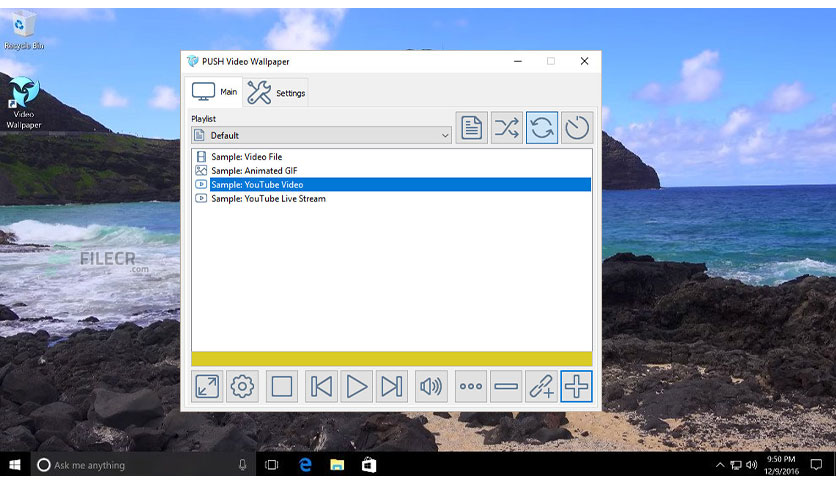 Recycle Bin
Video
Wallpaper
PUSH Video Wallpaper
Main
Settings
Playlist
Default
Sample: Video File
Sample: Animated GIF
Sample: YouTube Video
Sample: YouTube Live Stream
FILECR
.com
Ask me anything
9:50 PM
12/9/2016